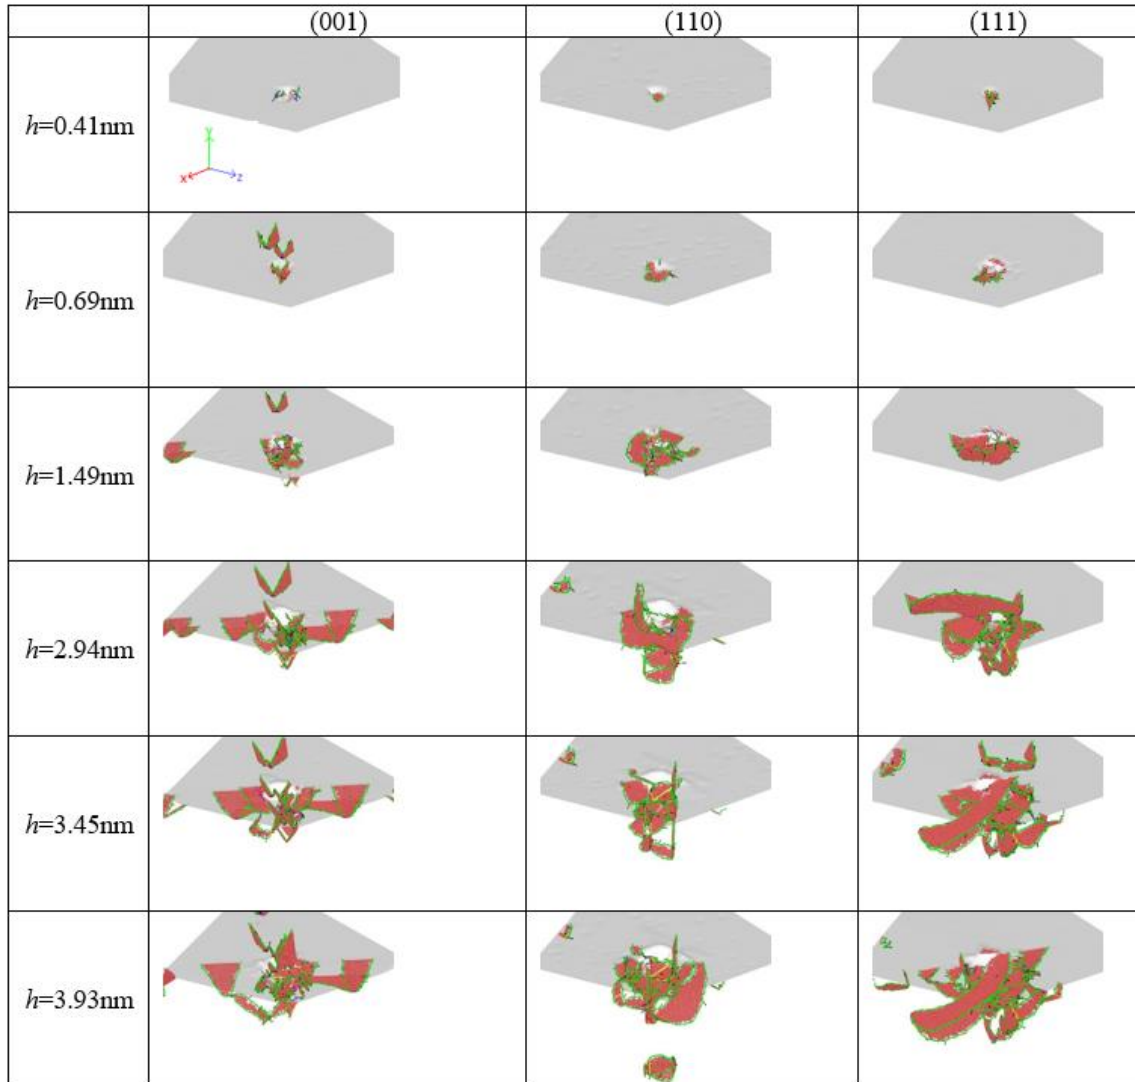 (001) (110) (111)
h=0.41nm
y
x z
h=0.69nm
h=1.49nm
h=2.94nm
h=3.45nm
h=3.93nm